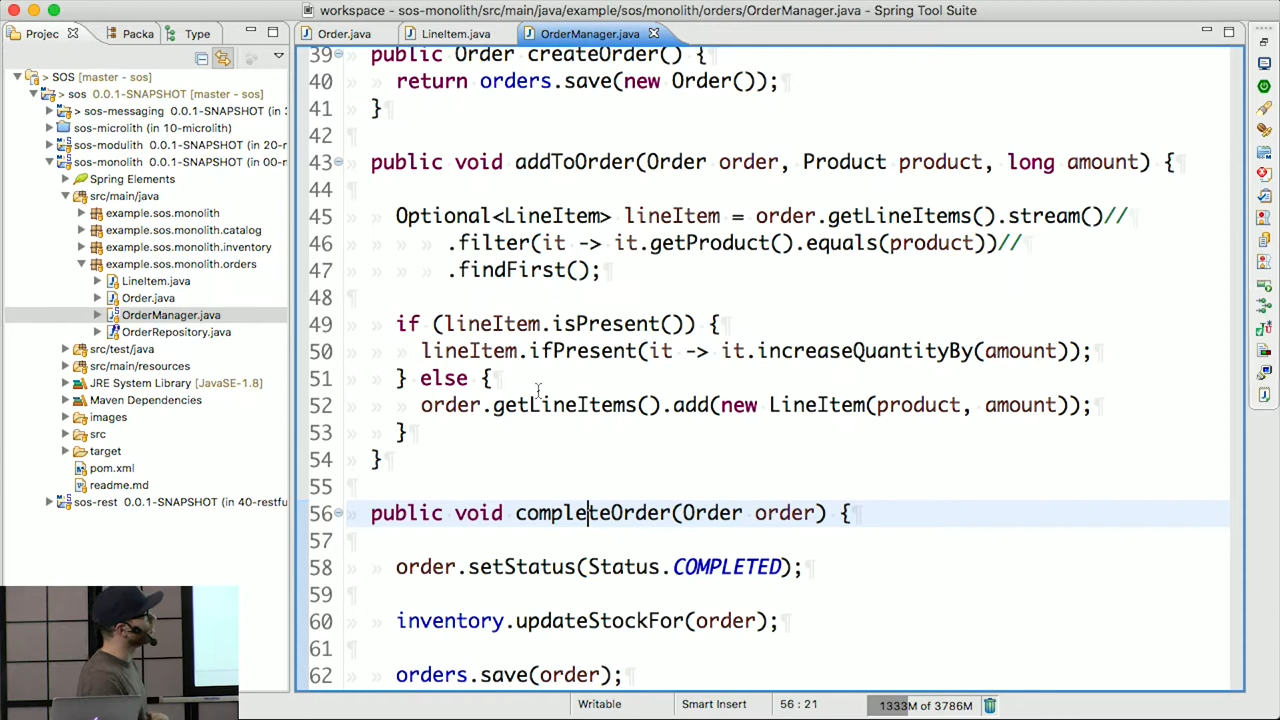 workspace - sos-monolith/src/main/java/example/sos/monolith/orders/OrderManager.java - Spring Tool Suite
Projec Packa Type
Order.java LineItem.java OrderManager.java
> SOS [master - sos]
> sos 0.0.1-SNAPSHOT [master - sos]
> sos-messaging 0.0.1-SNAPSHOT (in 3
sos-microlith (in 10-microlith)
sos-modulith 0.0.1-SNAPSHOT (in 20-r
sos-monolith 0.0.1-SNAPSHOT (in 00-m
Spring Elements
src/main/java
example.sos.monolith
example.sos.monolith.catalog
example.sos.monolith.inventory
example.sos.monolith.orders
LineItem.java
Order.java
OrderManager.java
OrderRepository.java
src/test/java
src/main/resources
JRE System Library [JavaSE-1.8]
Maven Dependencies
images
src
target
pom.xml
readme.md
sos-rest 0.0.1-SNAPSHOT (in 40-restfu
39 public Order createOrder() {
40 return orders.save(new Order());
41 }
42
43 public void addToOrder(Order order, Product product, long amount) {
44
45 Optional<LineItem> lineItem = order.getLineItems().stream()//
46 .filter(it -> it.getProduct().equals(product))//
47 .findFirst();
48
49 if (lineItem.isPresent()) {
50 lineItem.ifPresent(it -> it.increaseQuantityBy(amount));
51 } else {
52 order.getLineItems().add(new LineItem(product, amount));
53 }
54 }
55
56 public void completeOrder(Order order) {
57
58 order.setStatus(Status.COMPLETED);
59
60 inventory.updateStockFor(order);
61
62 orders.save(order);
Writable Smart Insert 56 : 21 1333M of 3786M